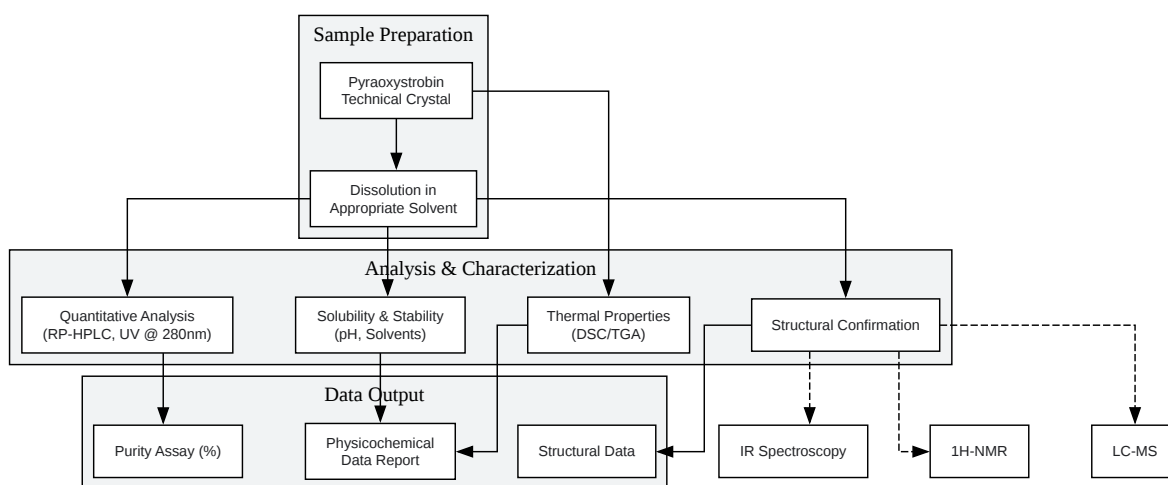 Sample Preparation
Pyraoxystrobin
Technical Crystal
Dissolution in
Appropriate Solvent
Analysis & Characterization
Quantitative Analysis
(RP-HPLC, UV @ 280nm)
Solubility & Stability
(pH, Solvents)
Thermal Properties
(DSC/TGA)
Structural Confirmation
Data Output
Purity Assay (%)
Physicochemical
Data Report
Structural Data
IR Spectroscopy
1H-NMR
LC-MS